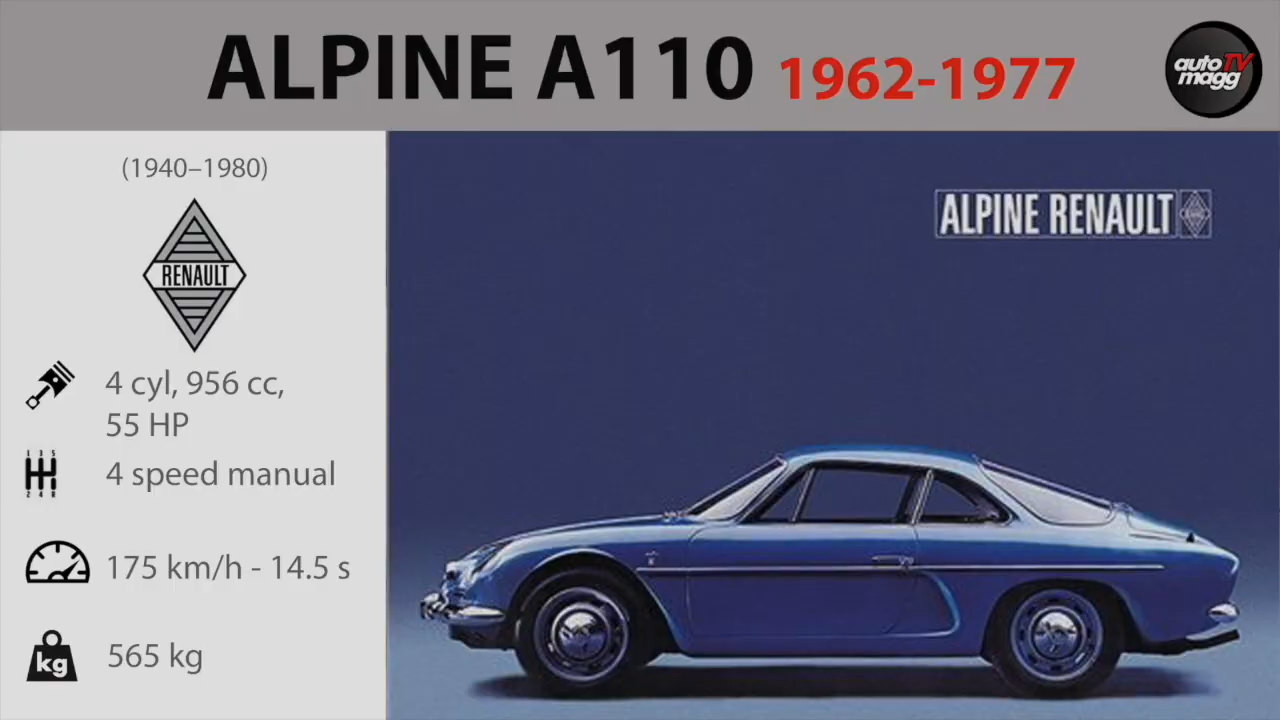 ALPINE A110 1962-1977
auto TV
magg
(1940–1980)
RENAULT
ALPINE RENAULT
4 cyl, 956 cc,
55 HP
4 speed manual
175 km/h - 14.5 s
kg
565 kg